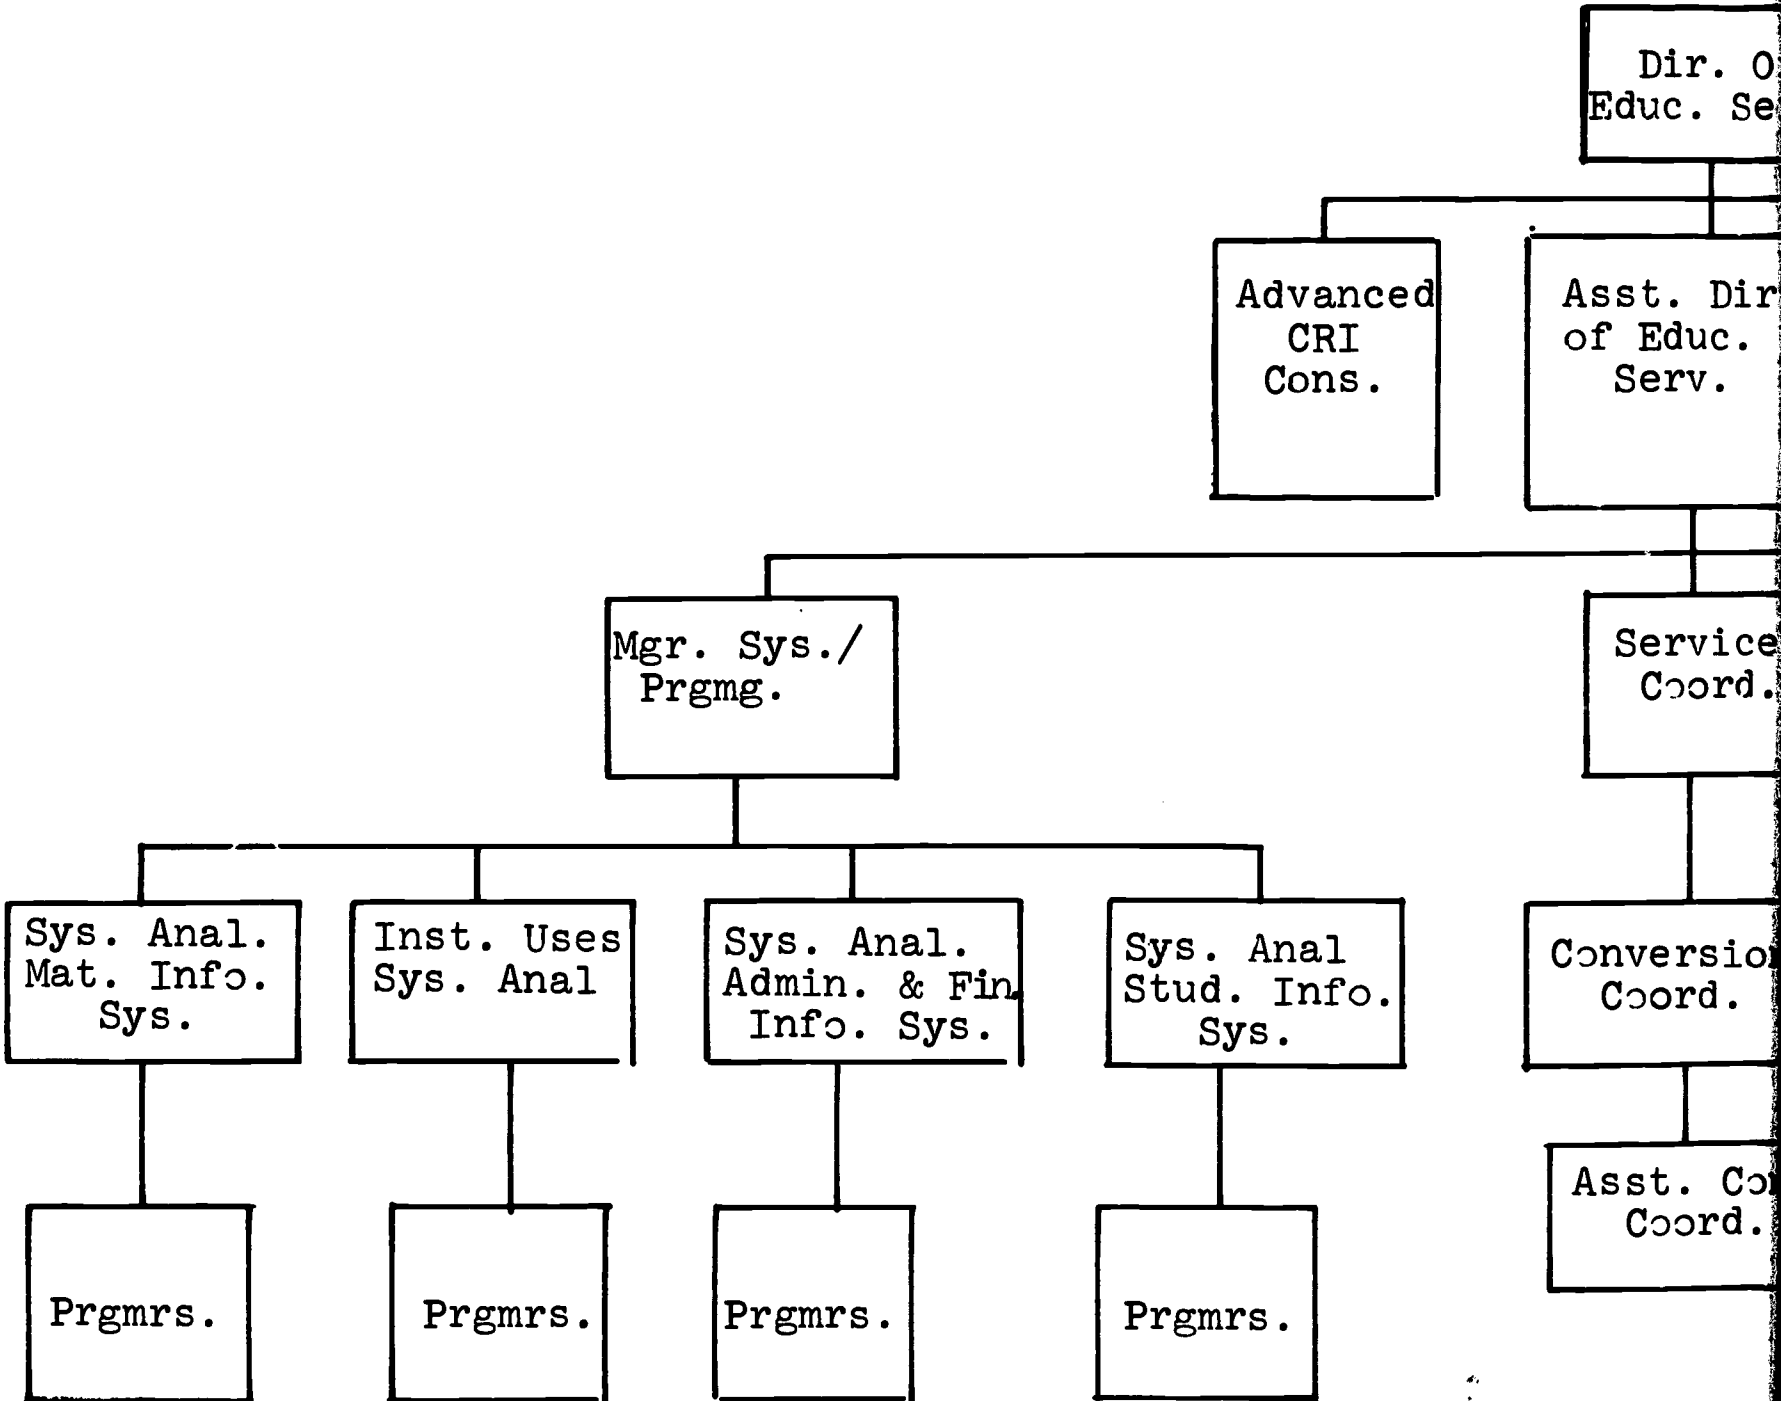 Dir. O
Educ. Se
Advanced
CRI
Cons.
Asst. Dir
of Educ.
Serv.
Mgr. Sys./
Prgmg.
Service
Coord.
Sys. Anal.
Mat. Info.
Sys.
Inst. Uses
Sys. Anal
Sys. Anal.
Admin. & Fin.
Info. Sys.
Sys. Anal
Stud. Info.
Sys.
Conversio
Coord.
Asst. Co
Coord.
Prgmrs.
Prgmrs.
Prgmrs.
Prgmrs.